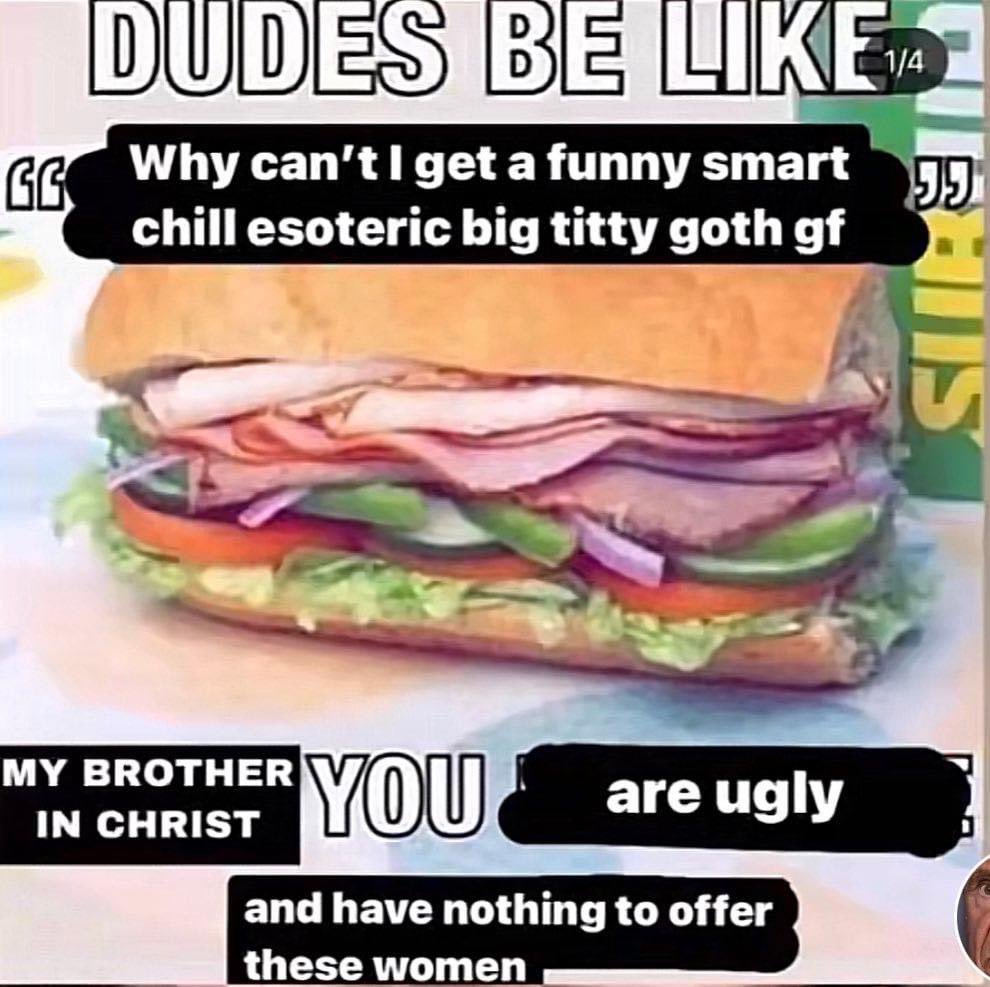 DUDES BE LIKE
1/4
“ Why can’t I get a funny smart ”
chill esoteric big titty goth gf
SUB
MY BROTHER
IN CHRIST
YOU are ugly
and have nothing to offer
these women